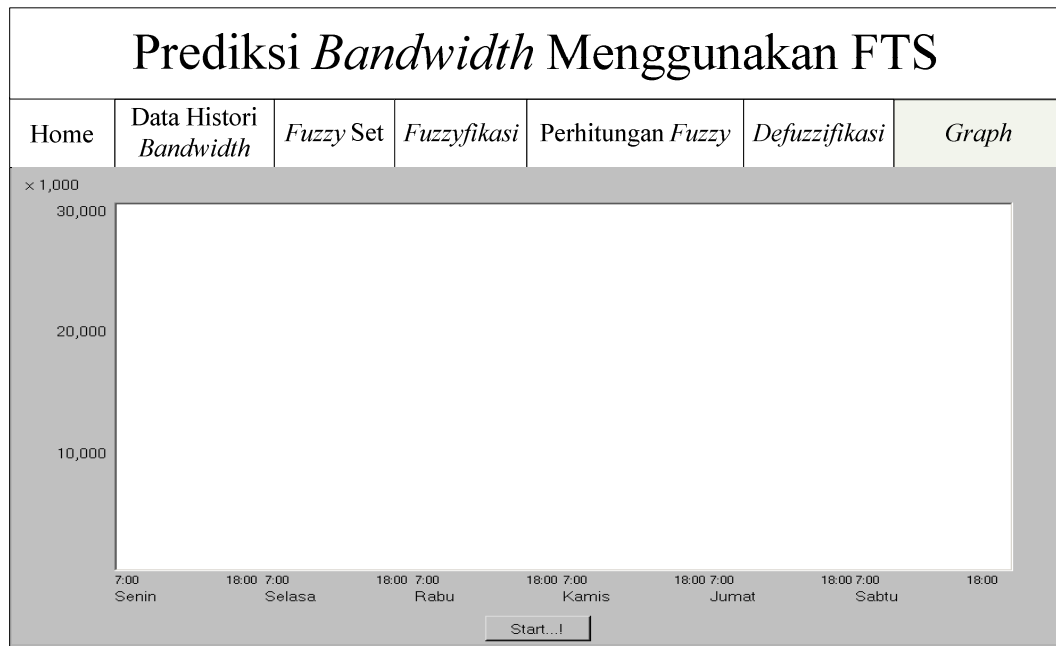 Prediksi Bandwidth Menggunakan FTS
Home
Data Histori
Bandwidth
Fuzzy Set
Fuzzyfikasi
Perhitungan Fuzzy
Defuzzifikasi
Graph
× 1,000
30,000
20,000
10,000
7:00 18:00 7:00 18:00 7:00 18:00 7:00 18:00 7:00 18:00 7:00 18:00
Senin Selasa Rabu Kamis Jumat Sabtu
Start...!